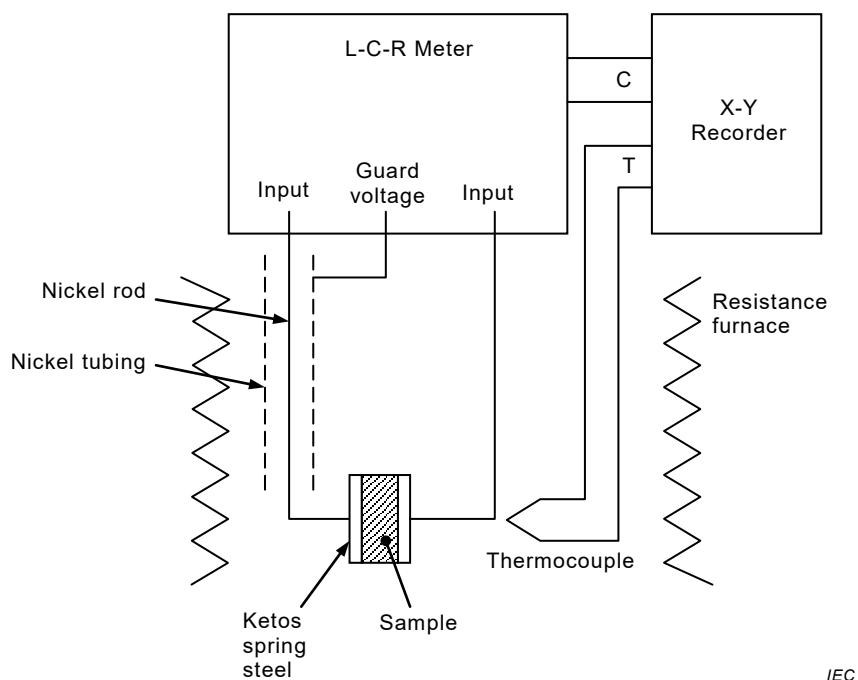 L-C-R Meter
C
X-Y
Recorder
T
Input
Guard
voltage
Input
Nickel rod
Nickel tubing
Resistance
furnace
Thermocouple
Ketos
spring
steel
Sample
IEC